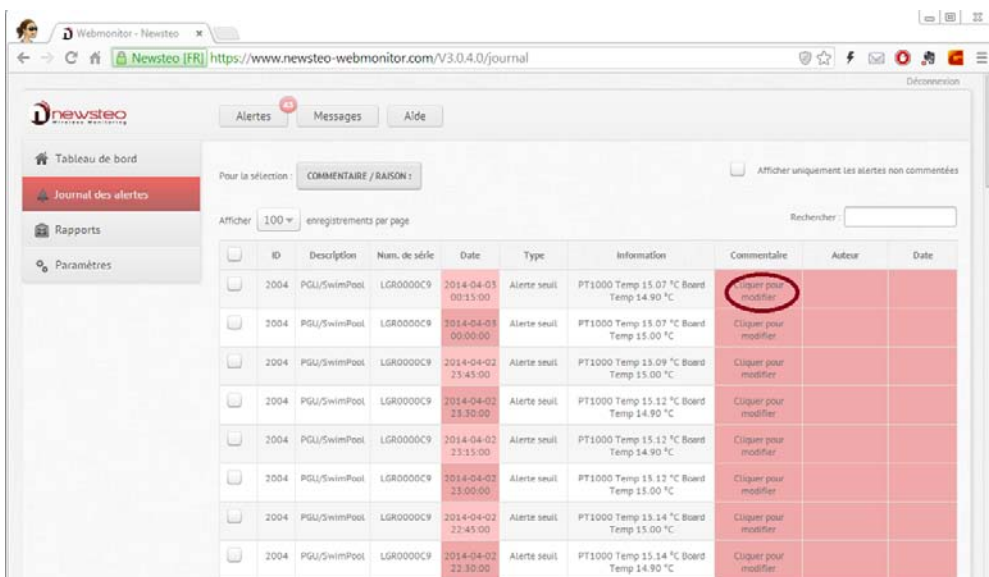 Webmonitor - Newsteo
Newsteo [FR] https://www.newsteo-webmonitor.com/V3.0.4.0/journal
Déconnexion
newsteo
Wireless Monitoring
Alertes 43 Messages Aide
Tableau de bord
Journal des alertes
Rapports
Paramètres
Pour la sélection : COMMENTAIRE / RAISON :
Afficher uniquement les alertes non commentées
Afficher 100 enregistrements par page
Rechercher :
ID Description Num. de série Date Type Information Commentaire Auteur Date
2004 PGU/SwimPool LGR0000C9 2014-04-03 Alerte seuil PT1000 Temp 15.07 °C Board Cliquer pour
00:15:00 Temp 14.90 °C modifier
2004 PGU/SwimPool LGR0000C9 2014-04-03 Alerte seuil PT1000 Temp 15.07 °C Board Cliquer pour
00:00:00 Temp 15.00 °C modifier
2004 PGU/SwimPool LGR0000C9 2014-04-02 Alerte seuil PT1000 Temp 15.09 °C Board Cliquer pour
23:45:00 Temp 15.00 °C modifier
2004 PGU/SwimPool LGR0000C9 2014-04-02 Alerte seuil PT1000 Temp 15.12 °C Board Cliquer pour
23:30:00 Temp 14.90 °C modifier
2004 PGU/SwimPool LGR0000C9 2014-04-02 Alerte seuil PT1000 Temp 15.12 °C Board Cliquer pour
23:15:00 Temp 14.90 °C modifier
2004 PGU/SwimPool LGR0000C9 2014-04-02 Alerte seuil PT1000 Temp 15.12 °C Board Cliquer pour
23:00:00 Temp 15.00 °C modifier
2004 PGU/SwimPool LGR0000C9 2014-04-02 Alerte seuil PT1000 Temp 15.14 °C Board Cliquer pour
22:45:00 Temp 15.00 °C modifier
2004 PGU/SwimPool LGR0000C9 2014-04-02 Alerte seuil PT1000 Temp 15.14 °C Board Cliquer pour
22:30:00 Temp 14.90 °C modifier